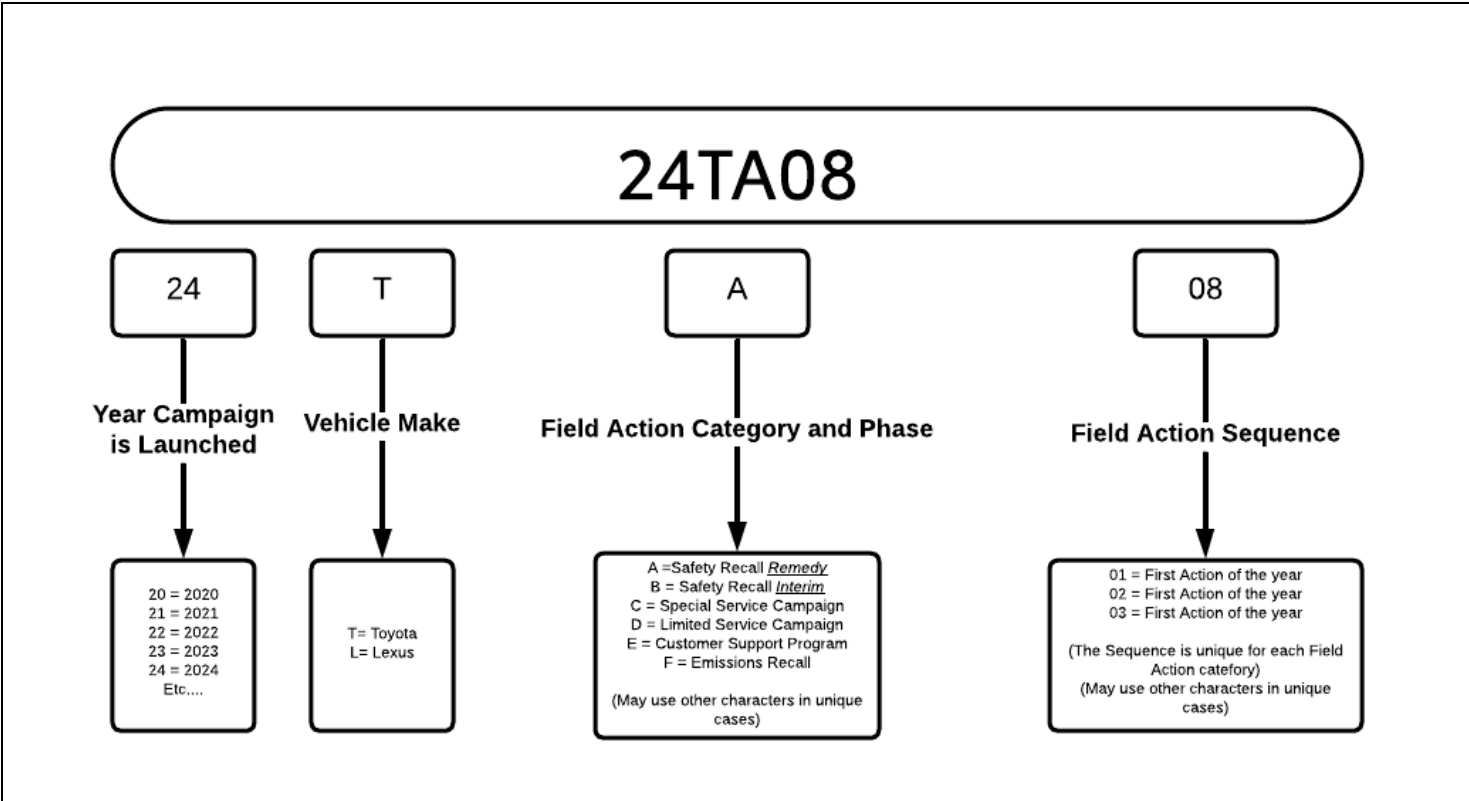 24TA08
24
T
A
08
Year Campaign
is Launched
Vehicle Make
Field Action Category and Phase
Field Action Sequence
20 = 2020
21 = 2021
22 = 2022
23 = 2023
24 = 2024
Etc....
T= Toyota
L= Lexus
A =Safety Recall Remedy
B = Safety Recall Interim
C = Special Service Campaign
D = Limited Service Campaign
E = Customer Support Program
F = Emissions Recall
(May use other characters in unique
cases)
01 = First Action of the year
02 = First Action of the year
03 = First Action of the year
(The Sequence is unique for each Field
Action catefory)
(May use other characters in unique
cases)